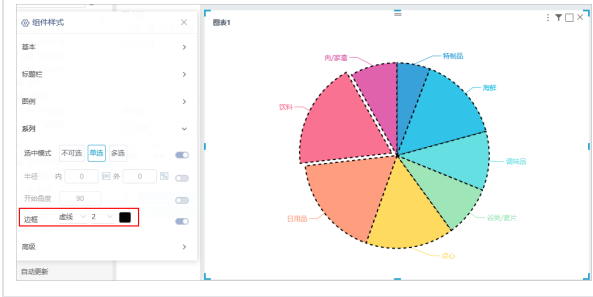 组件样式
基本
标题栏
图例
系列
选中模式 不可选 单选 多选
半径 内 0 外 0
开始角度 90
边框 虚线 2
高级
自动更新
图表1
肉/家禽
特制品
海鲜
饮料
调味品
日用品
谷类/麦片
点心